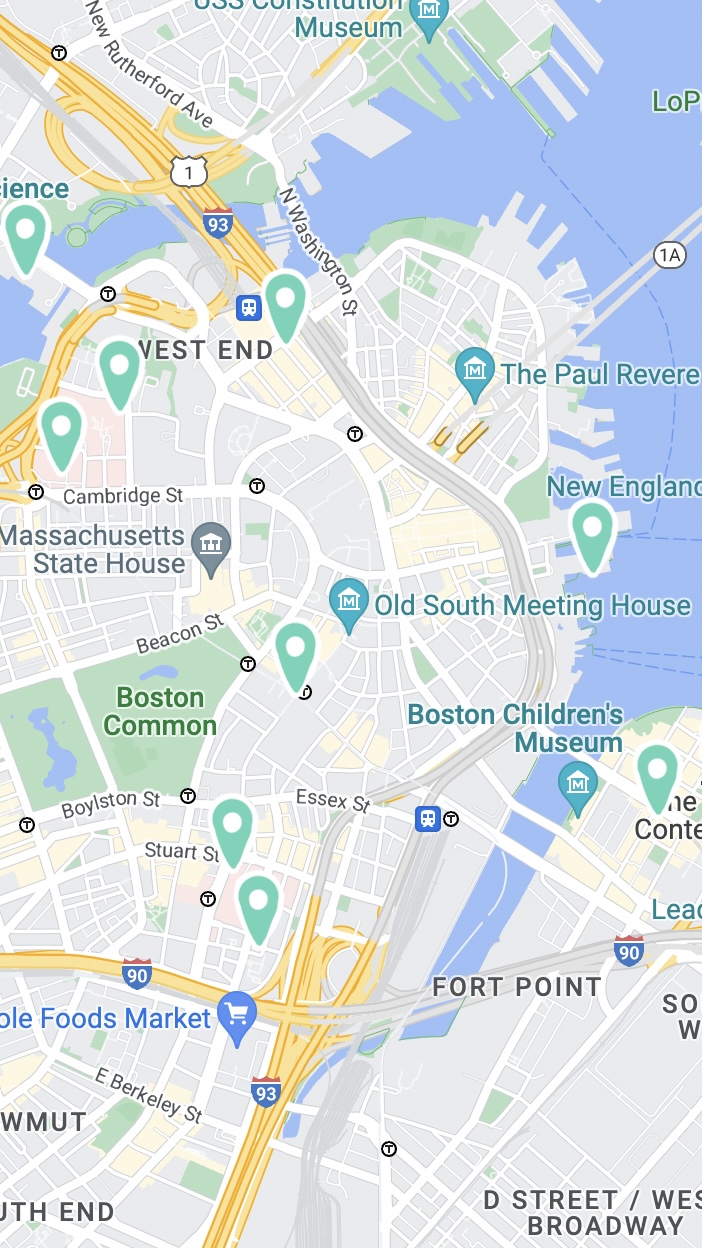 USS Constitution
Museum
New Rutherford Ave
LoP
1
ience
93
N Washington St
1A
WEST END
The Paul Revere
T
T
T
T
T
Cambridge St
New England
Massachusetts
State House
Old South Meeting House
Beacon St
T
T
Boston
Common
Boston Children's
Museum
Boylston St
T
T
Essex St
T
he
Conte
Stuart St
T
Lead
90
90
FORT POINT
SO
W
ole Foods Market
E Berkeley St
93
WMUT
T
UTH END
D STREET / WES
BROADWAY